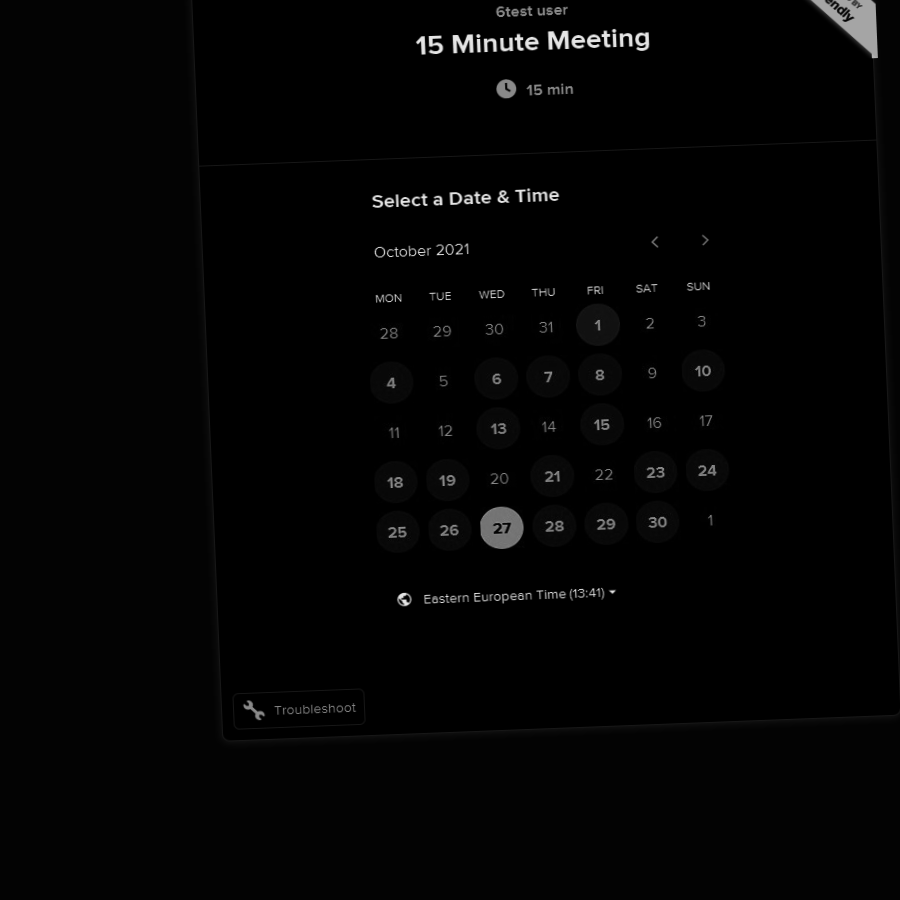 6test user
15 Minute Meeting
15 min
Select a Date & Time
October 2021
MON TUE WED THU FRI SAT SUN
28 29 30 31 1 2 3
4 5 6 7 8 9 10
11 12 13 14 15 16 17
18 19 20 21 22 23 24
25 26 27 28 29 30 1
Eastern European Time (13:41)
Troubleshoot